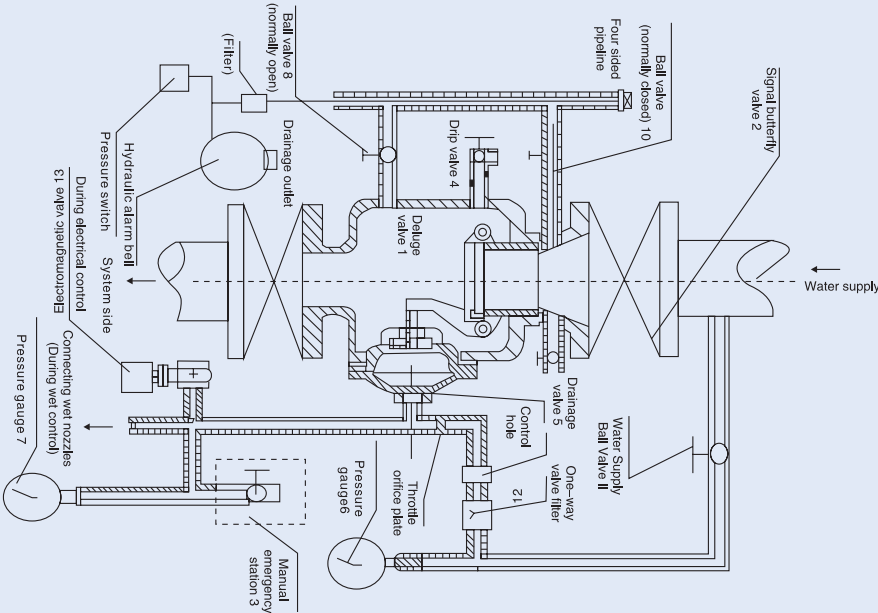 Water supply
Signal butterfly
valve 2
Ball valve
(normally closed) 10
Four sided
pipeline
Drip valve 4
Ball valve 8
(normally open)
(Filter)
Drainage outlet
Deluge
valve 1
Hydraulic alarm bell
Pressure switch
System side
During electrical control
Electromagnetic valve 13
Connecting wet nozzles
(During wet control)
Pressure gauge 7
Drainage
valve 5
Control
hole
One-way
valve filter
12
Water Supply
Ball Valve II
Throttle
orifice plate
Pressure
gauge6
Manual
emergency
station 3